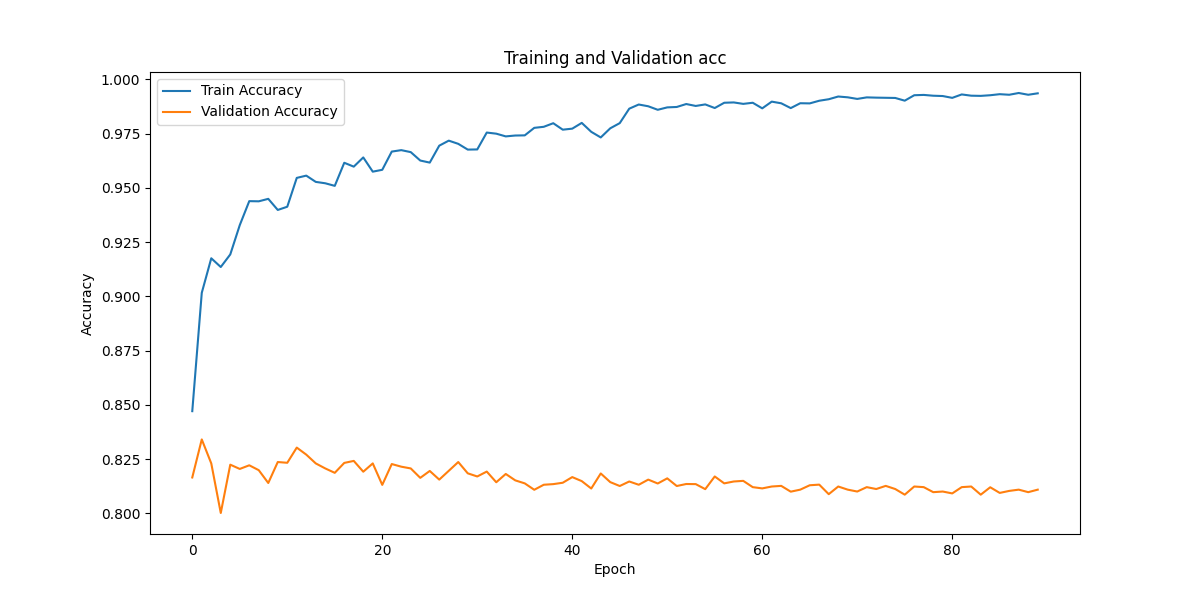 Training and Validation acc
Train Accuracy
Validation Accuracy
1.000
0.975
0.950
0.925
0.900
0.875
0.850
0.825
0.800
Accuracy
0 20 40 60 80
Epoch